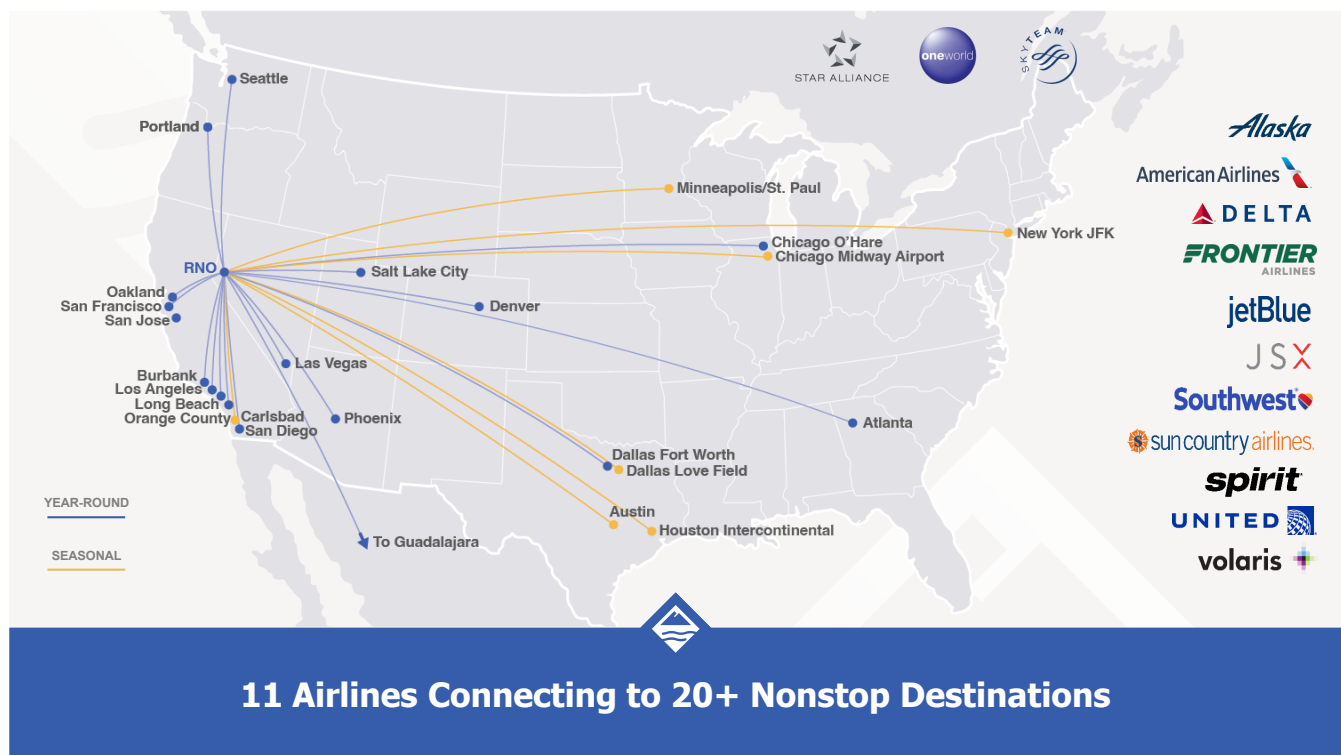 STAR ALLIANCE
oneworld
SKYTEAM
Seattle
Portland
Minneapolis/St. Paul
New York JFK
Chicago O'Hare
Chicago Midway Airport
RNO
Salt Lake City
Oakland
San Francisco
San Jose
Denver
Las Vegas
Burbank
Los Angeles
Long Beach
Orange County
Carlsbad
San Diego
Phoenix
Atlanta
Dallas Fort Worth
Dallas Love Field
Austin
Houston Intercontinental
To Guadalajara
YEAR-ROUND
SEASONAL
Alaska
American Airlines
DELTA
FRONTIER
AIRLINES
jetBlue
JSX
Southwest
sun country airlines.
spirit
UNITED
volaris
11 Airlines Connecting to 20+ Nonstop Destinations